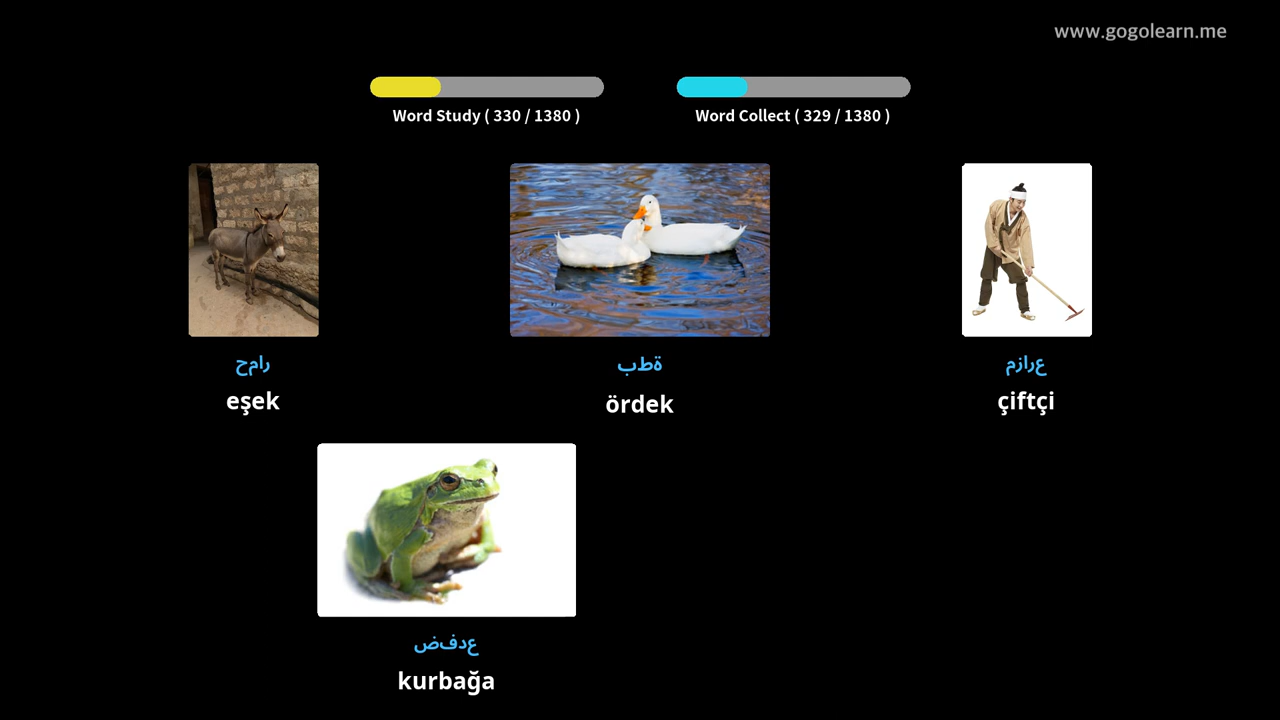 www.gogolearn.me
Word Study ( 330 / 1380 )
Word Collect ( 329 / 1380 )
رامح
eşek
ةطب
ördek
عرازم
çiftçi
عدفض
kurbağa